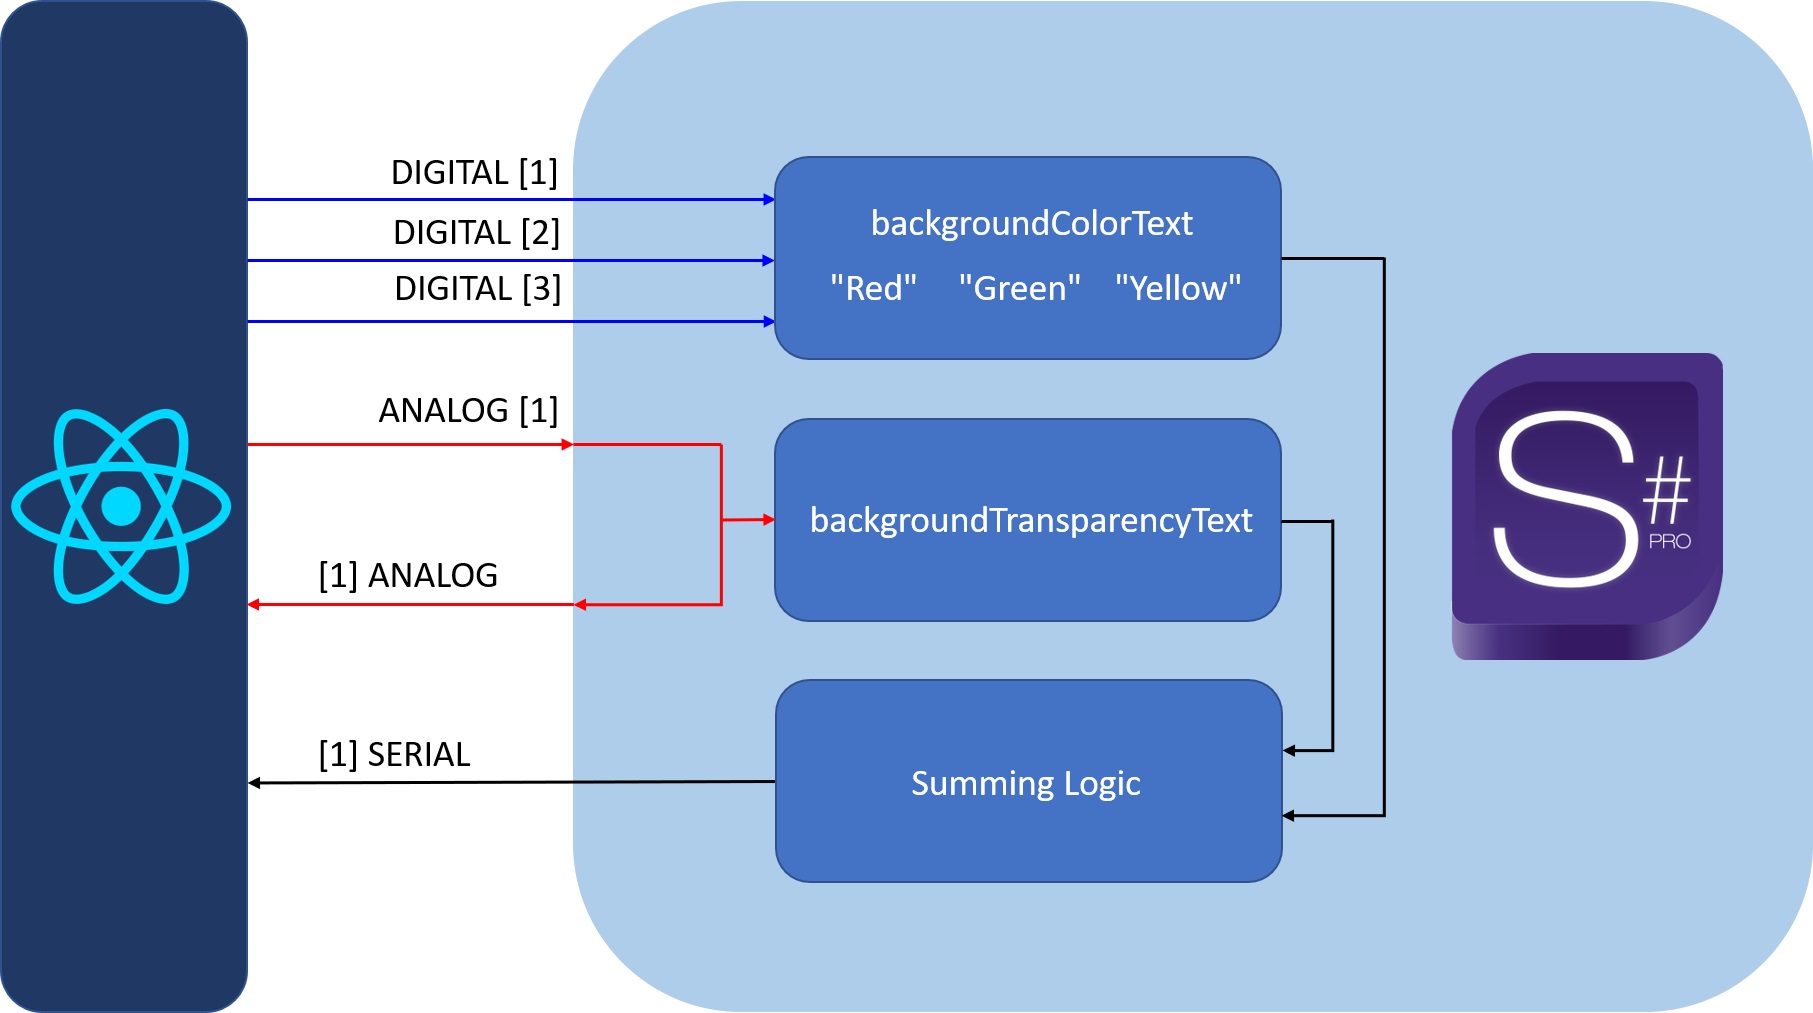 DIGITAL [1]
DIGITAL [2]
DIGITAL [3]
backgroundColorText
"Red" "Green" "Yellow"
ANALOG [1]
backgroundTransparencyText
[1] ANALOG
S#
PRO
[1] SERIAL
Summing Logic